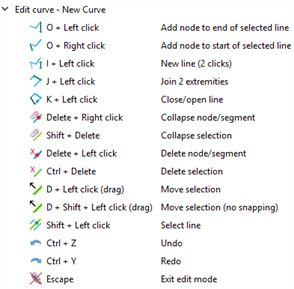 Edit curve - New Curve
O + Left click Add node to end of selected line
O + Right click Add node to start of selected line
I + Left click New line (2 clicks)
J + Left click Join 2 extremities
K + Left click Close/open line
Delete + Right click Collapse node/segment
Shift + Delete Collapse selection
Delete + Left click Delete node/segment
Ctrl + Delete Delete selection
D + Left click (drag) Move selection
D + Shift + Left click (drag) Move selection (no snapping)
Shift + Left click Select line
Ctrl + Z Undo
Ctrl + Y Redo
Escape Exit edit mode